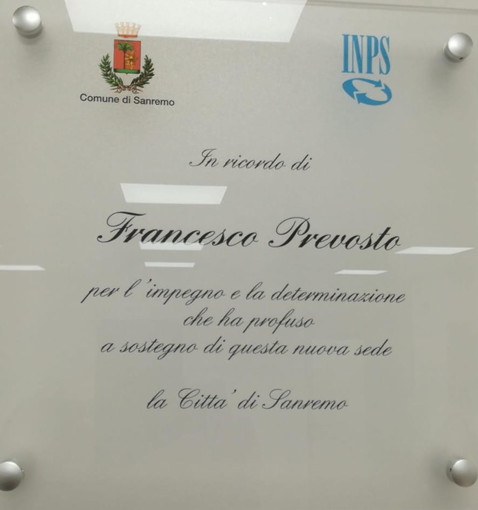 Comune di Sanremo
INPS
In ricordo di
Francesco Prevosto
per l'impegno e la determinazione
che ha profuso
a sostegno di questa nuova sede
la Citta' di Sanremo